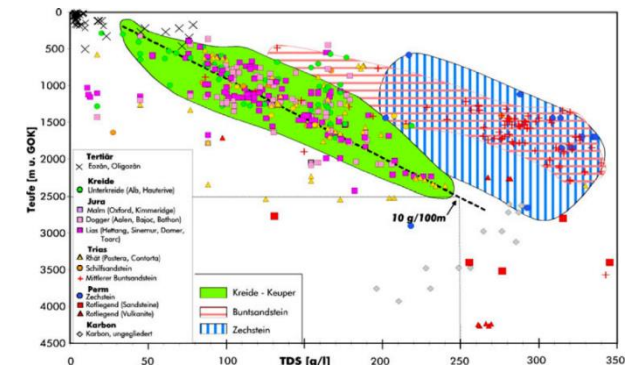 0
500
1000
1500
2000
2500
3000
3500
4000
4500
Teufe [m u. GOK]
Tertiär
Eozän, Oligozän
Kreide
Unterkreide (Alb, Hauterive)
Jura
Malm (Oxford, Kimmeridge)
Dogger (Aalen, Bajoc, Bathon)
Lias (Hettang, Sinemur, Domer,
Toarc)
Trias
Rhät (Postera, Contorta)
Schilfsandstein
Mittlerer Buntsandstein
Perm
Zechstein
Rotliegend (Sandsteine)
Rotliegend (Vulkanite)
Karbon
Karbon, ungegliedert
Kreide - Keuper
Buntsandstein
Zechstein
10 g/100m
0 50 100 150 200 250 300 350
TDS [g/l]